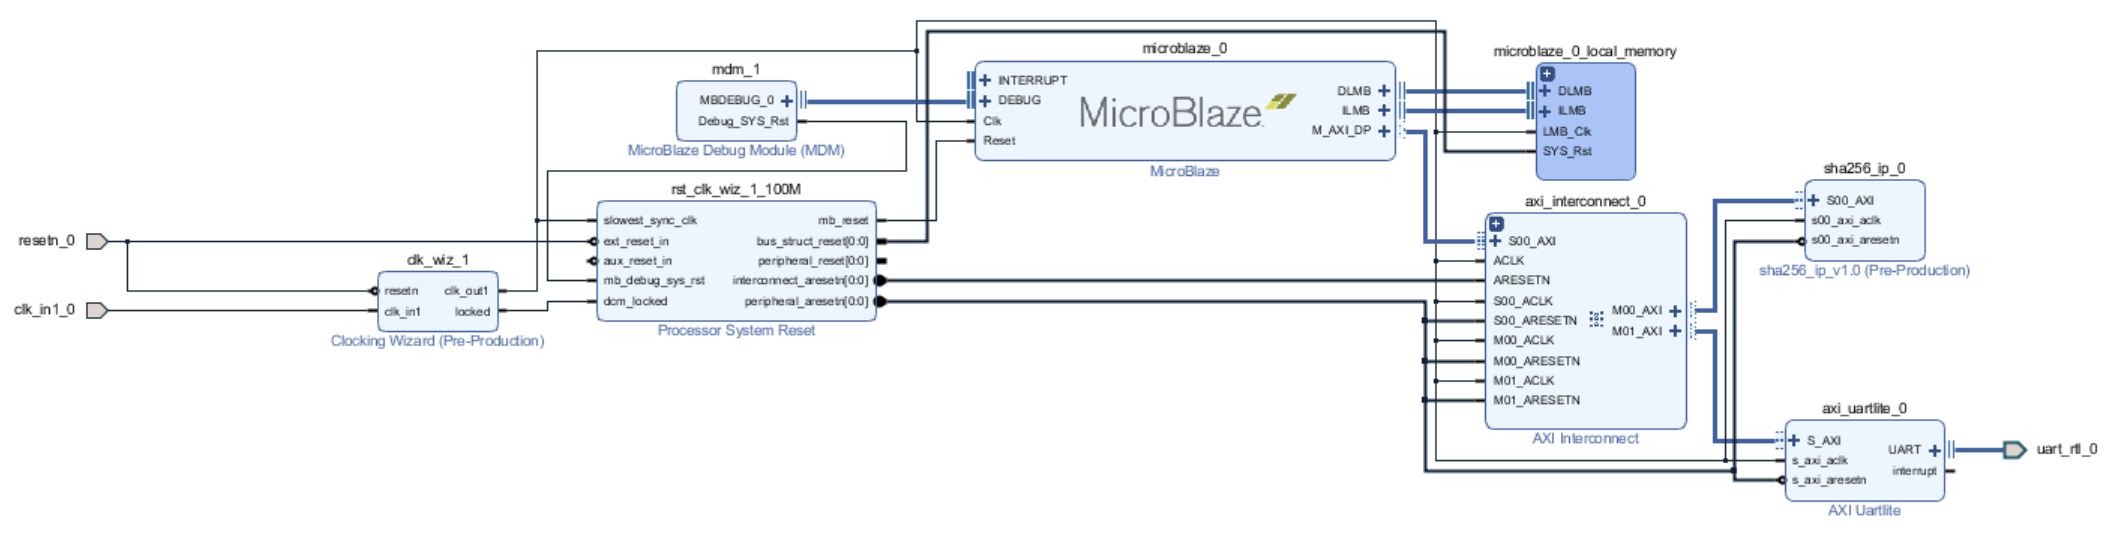 resetn_0
clk_in1_0
clk_wiz_1
resetn
clk_in1
clk_out1
locked
Clocking Wizard (Pre-Production)
mdm_1
MBDEBUG_0
Debug_SYS_Rst
MicroBlaze Debug Module (MDM)
rst_clk_wiz_1_100M
slowest_sync_clk
ext_reset_in
aux_reset_in
mb_debug_sys_rst
dcm_locked
mb_reset
bus_struct_reset[0:0]
peripheral_reset[0:0]
interconnect_aresetn[0:0]
peripheral_aresetn[0:0]
Processor System Reset
microblaze_0
INTERRUPT
DEBUG
Clk
Reset
MicroBlaze
DLMB
ILMB
M_AXI_DP
MicroBlaze
microblaze_0_local_memory
DLMB
ILMB
LMB_Clk
SYS_Rst
axi_interconnect_0
S00_AXI
ACLK
ARESETN
S00_ACLK
S00_ARESETN
M00_ACLK
M00_ARESETN
M01_ACLK
M01_ARESETN
M00_AXI
M01_AXI
AXI Interconnect
sha256_ip_0
S00_AXI
s00_axi_aclk
s00_axi_aresetn
sha256_ip_v1.0 (Pre-Production)
axi_uartlite_0
S_AXI
s_axi_aclk
s_axi_aresetn
UART
interrupt
AXI Uartlite
uart_rtl_0